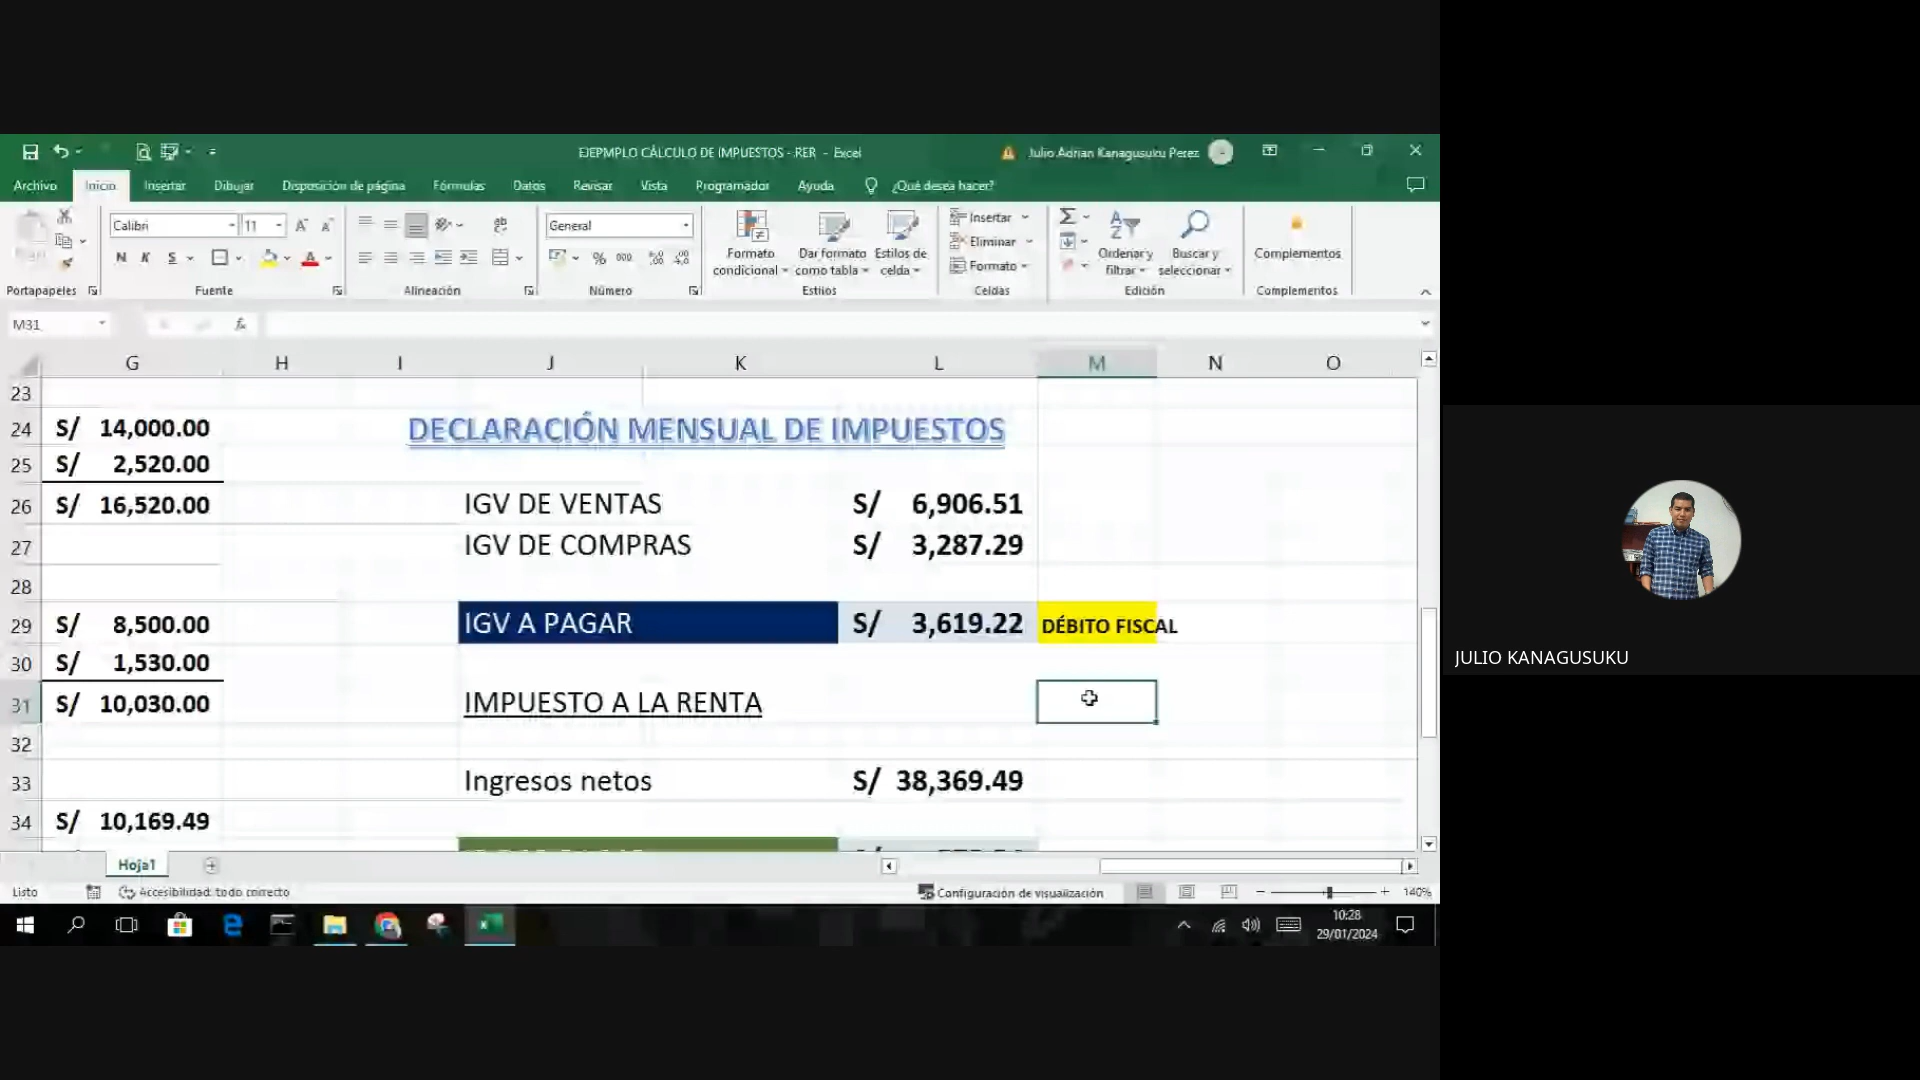 EJEPMPLO CÁLCULO DE IMPUESTOS - RER - Excel
Julio Adrian Kanagusuku Perez
Archivo Inicio Insertar Dibujar Disposición de página Fórmulas Datos Revisar Vista Programador Ayuda ¿Qué desea hacer?
Calibri 11
General
N K S
% 000
Formato condicional
Dar formato como tabla
Estilos de celda
Insertar
Eliminar
Formato
Ordenar y filtrar
Buscar y seleccionar
Complementos
Portapapeles Fuente Alineación Número Estilos Celdas Edición Complementos
M31 fx
G H I J K L M N O
23
24 S/ 14,000.00 DECLARACIÓN MENSUAL DE IMPUESTOS
25 S/ 2,520.00
26 S/ 16,520.00 IGV DE VENTAS S/ 6,906.51
27 IGV DE COMPRAS S/ 3,287.29
28
29 S/ 8,500.00 IGV A PAGAR S/ 3,619.22 DÉBITO FISCAL
30 S/ 1,530.00
31 S/ 10,030.00 IMPUESTO A LA RENTA
32
33 Ingresos netos S/ 38,369.49
34 S/ 10,169.49
Hoja1
Listo Accesibilidad: todo correcto Configuración de visualización 140%
10:28
29/01/2024
JULIO KANAGUSUKU